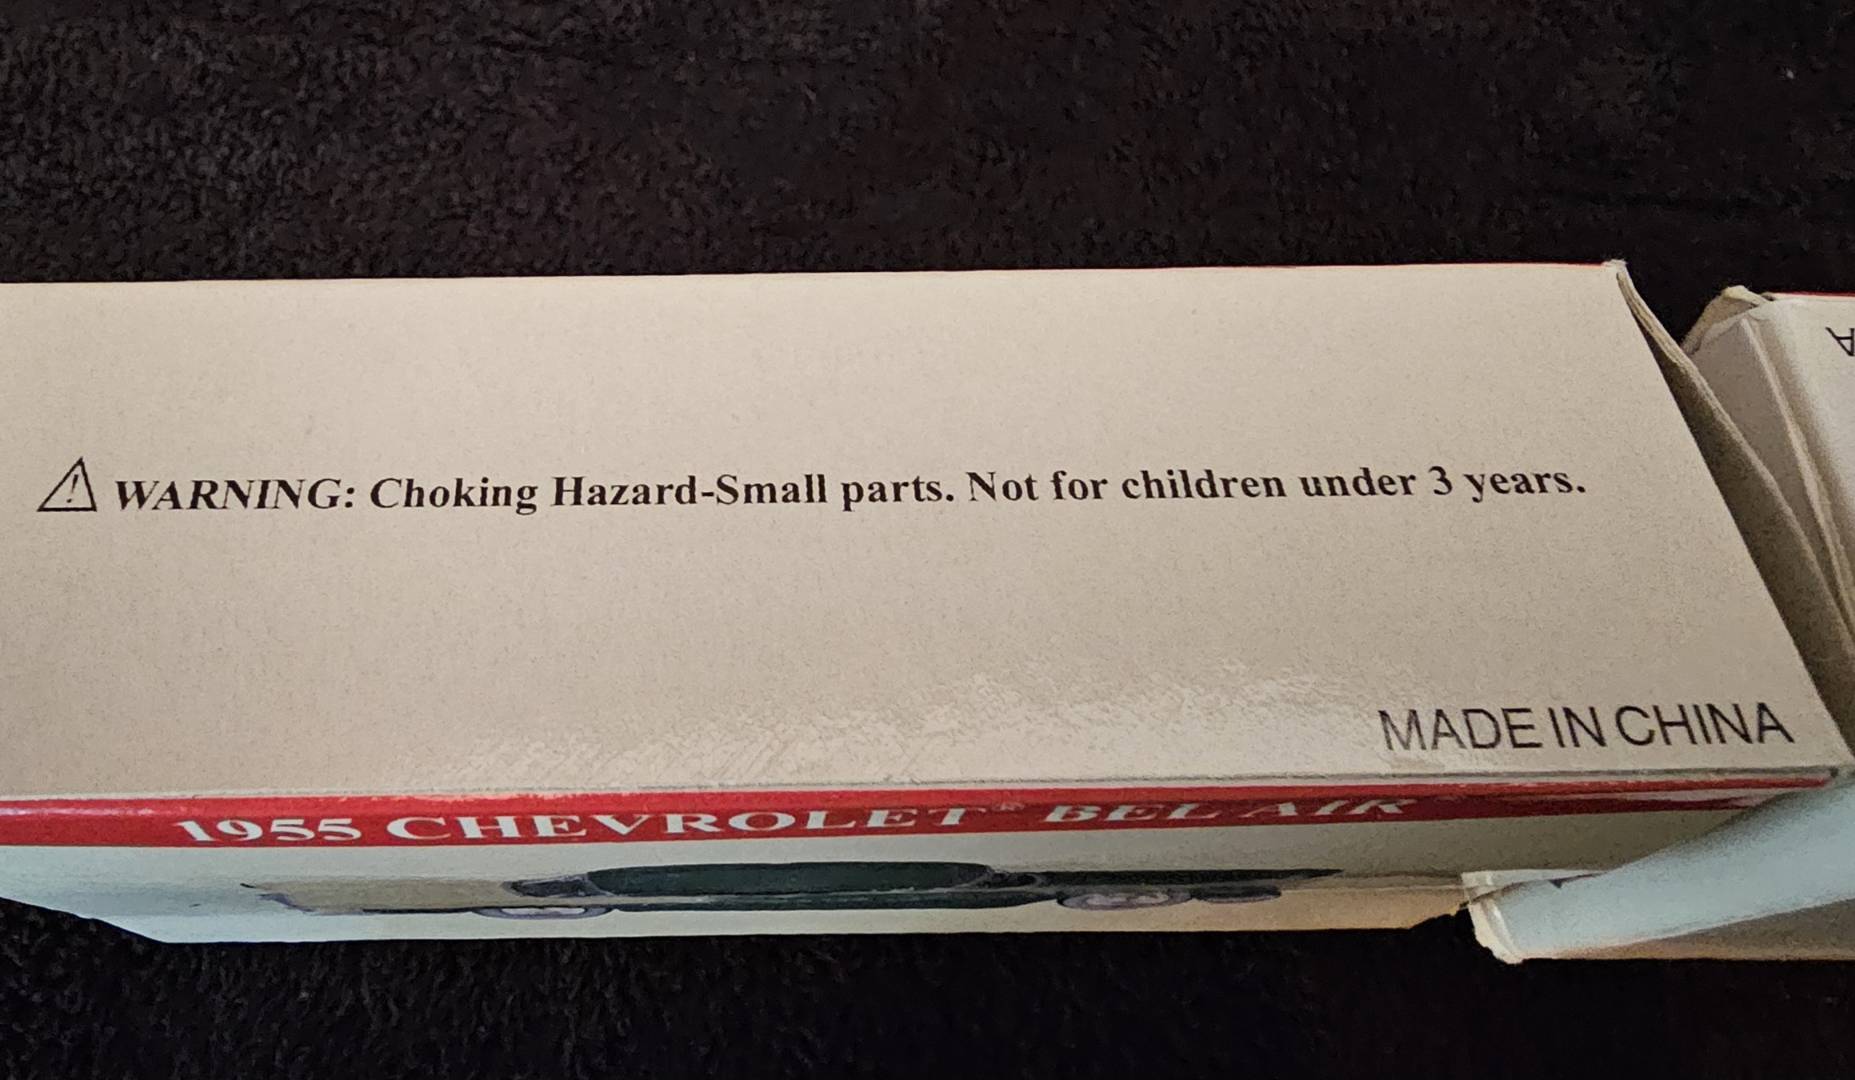 ⚠ WARNING: Choking Hazard-Small parts. Not for children under 3 years.
MADE IN CHINA
1955 CHEVROLET® BEL AIR
A